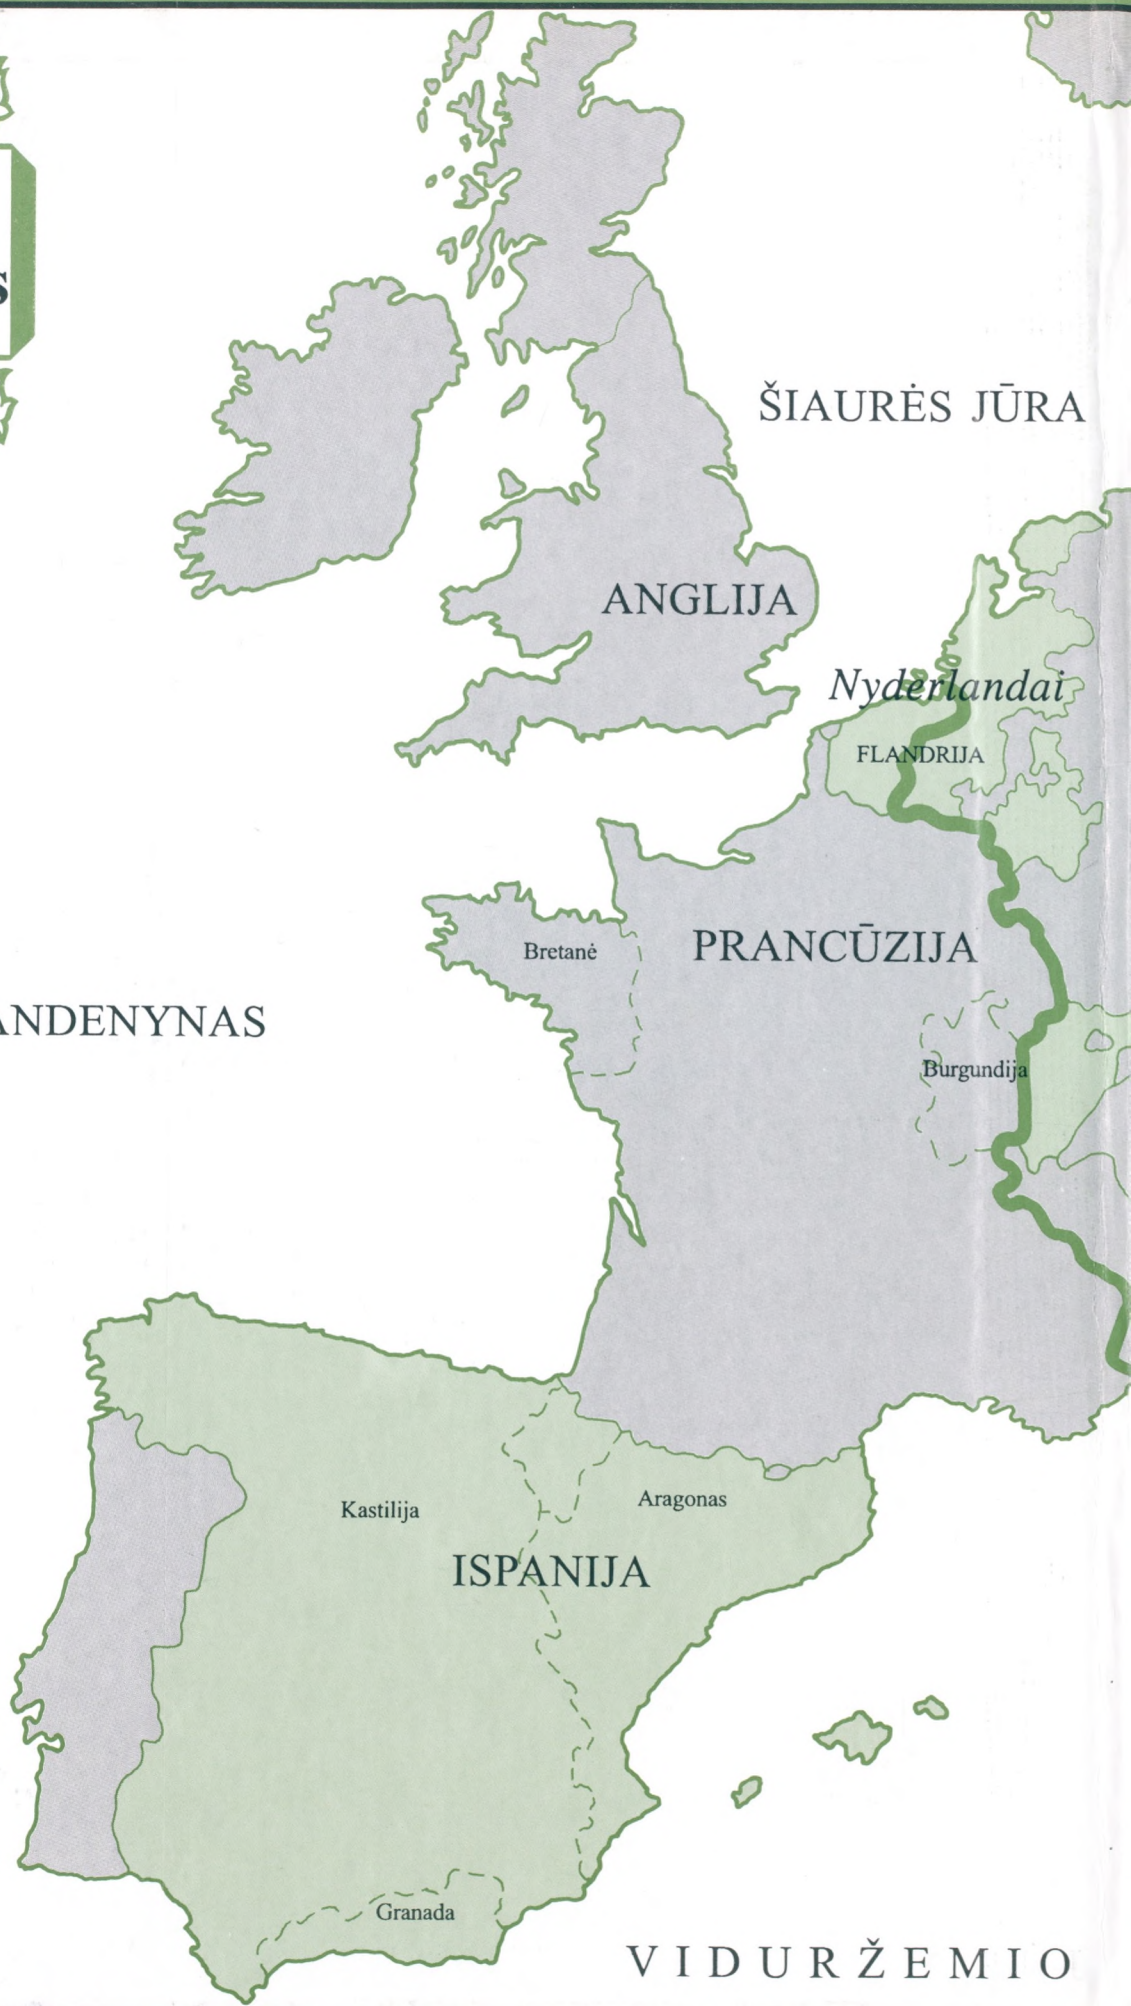 S
ŠIAURĖS JŪRA
ANGLIJA
Nyderlandai
FLANDRIJA
Bretanė
PRANCŪZIJA
ANDENYNAS
Burgundija
Kastilija
Aragonas
ISPANIJA
Granada
VIDURŽEMIO